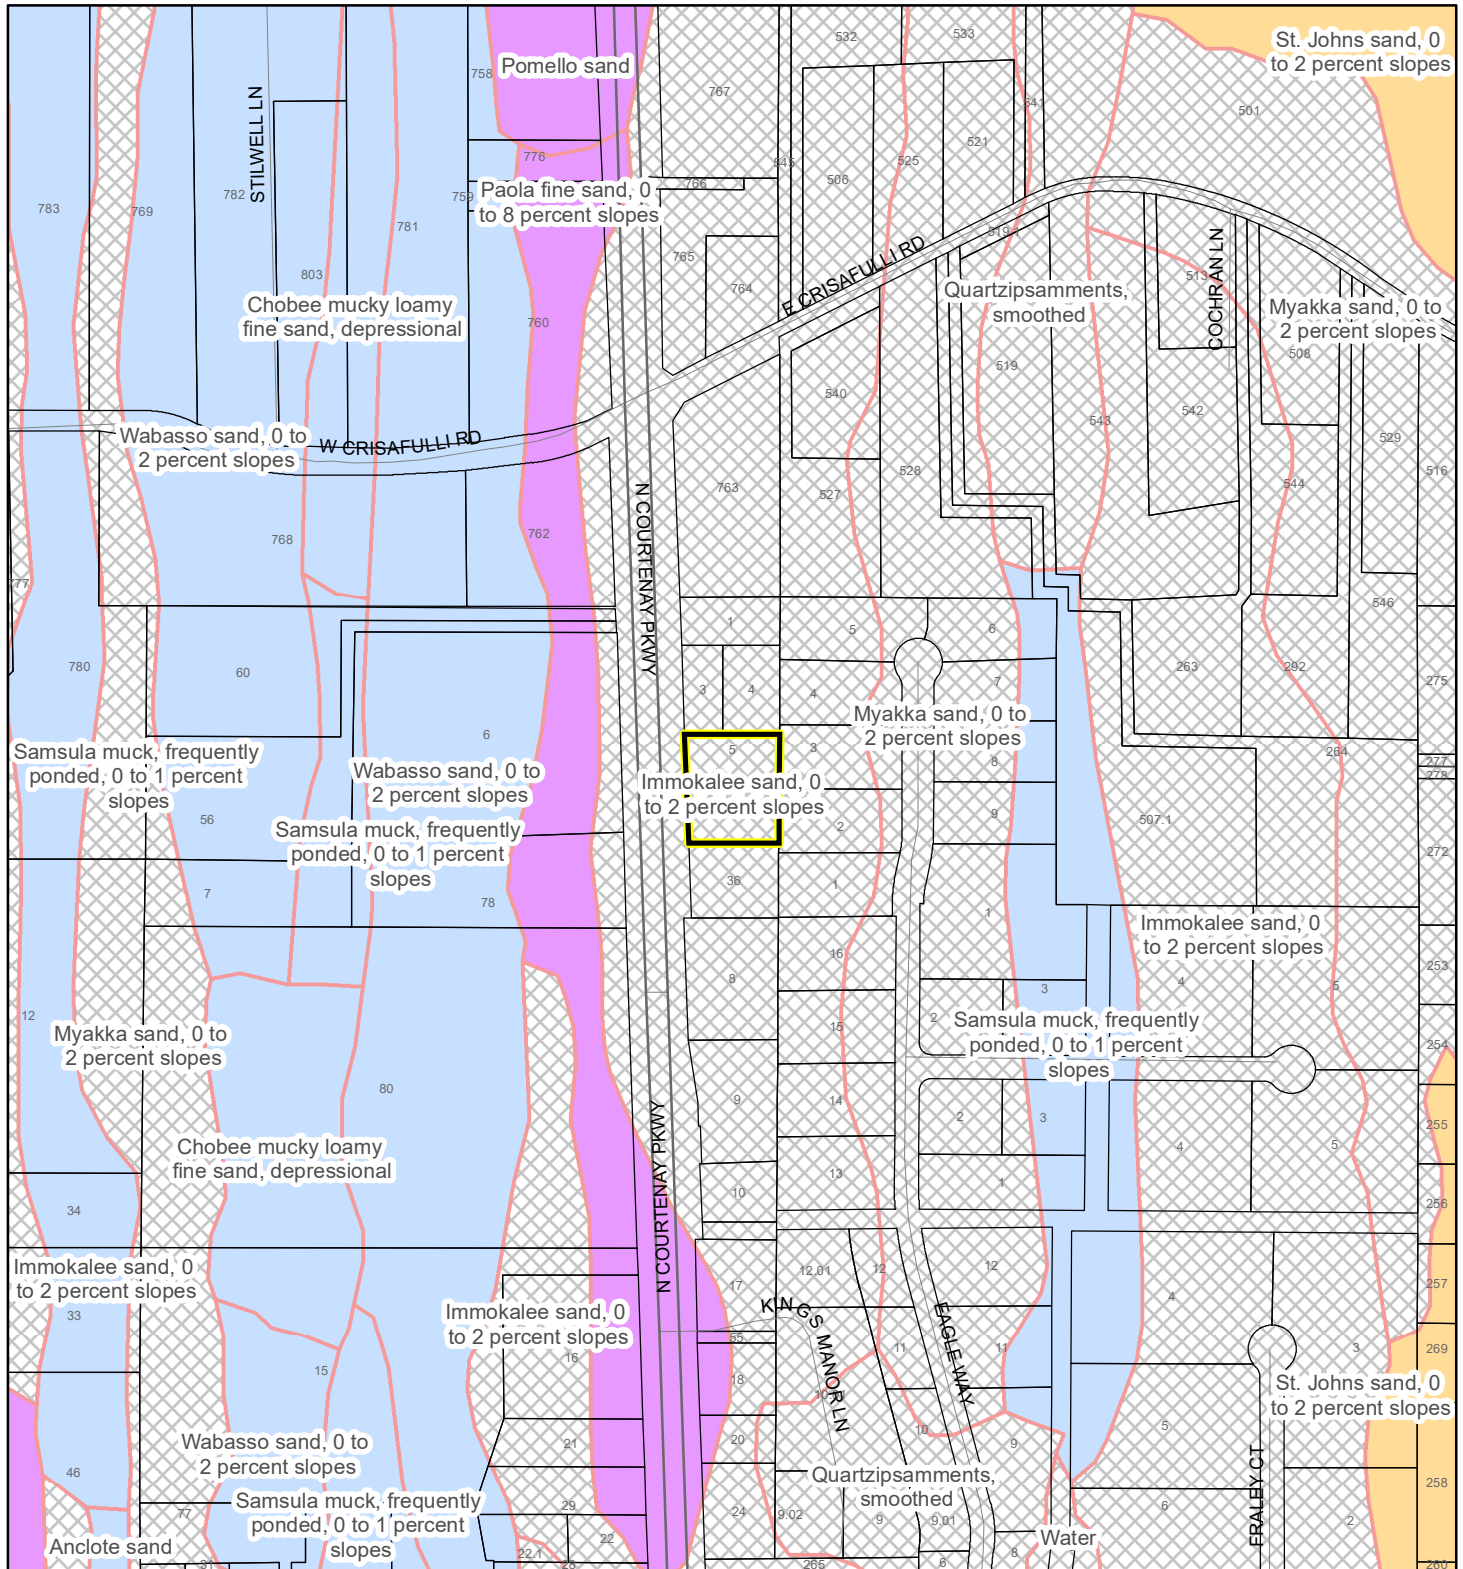 532
533
St. Johns sand, 0
to 2 percent slopes
Pomello sand
758
767
STILWELL LN
541
501
776
545
525
521
782
Paola fine sand, 0
to 8 percent slopes
759
766
506
783
769
781
519.1
765
E CRISAFULLI RD
COCHRAN LN
803
764
513
Quartzipsamments,
smoothed
Chobee mucky loamy
fine sand, depressional
760
Myakka sand, 0 to
2 percent slopes
508
519
540
542
543
Wabasso sand, 0 to
2 percent slopes
W CRISAFULLI RD
529
528
516
763
527
544
N COURTENAY PKWY
768
762
777
546
1
5
6
780
60
263
292
275
3
4
4
7
Myakka sand, 0 to
2 percent slopes
6
5
3
8
264
277
278
Samsula muck, frequently
ponded, 0 to 1 percent
slopes
Wabasso sand, 0 to
2 percent slopes
Immokalee sand, 0
to 2 percent slopes
56
2
9
507.1
Samsula muck, frequently
ponded, 0 to 1 percent
slopes
272
36
1
7
78
1
Immokalee sand, 0
to 2 percent slopes
16
8
253
3
4
5
12
2
15
Samsula muck, frequently
ponded, 0 to 1 percent
slopes
Myakka sand, 0 to
2 percent slopes
254
80
9
14
2
3
255
N COURTENAY PKWY
Chobee mucky loamy
fine sand, depressional
4
5
13
1
10
34
256
Immokalee sand, 0
to 2 percent slopes
12.01
12
12
17
257
4
33
Immokalee sand, 0
to 2 percent slopes
KINGS MANOR LN
EAGLE WAY
55
16
11
11
3
269
15
18
St. Johns sand, 0
to 2 percent slopes
10
5
20
21
9
Wabasso sand, 0 to
2 percent slopes
46
Quartzipsamments,
smoothed
FRALEY CT
258
Samsula muck, frequently
ponded, 0 to 1 percent
slopes
77
29
24
9.02
9
9.01
6
2
Anclote sand
22
Water
22.1
8
31
28
265
6
260